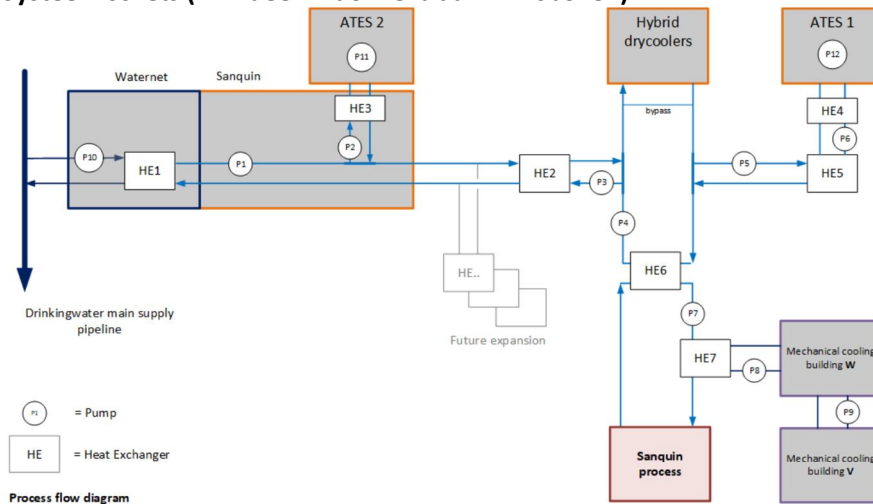 ATES 2
P11
HE3
P2
Hybrid
drycoolers
bypass
ATES 1
P12
HE4
P6
Waternet
Sanquin
P10
HE1
P1
HE2
P3
P5
HE5
P4
HE6
HE..
Future expansion
Drinkingwater main supply
pipeline
P7
HE7
P8
Mechanical cooling
building W
P9
Mechanical cooling
building V
Sanquin
process
P1
= Pump
HE
= Heat Exchanger
Process flow diagram